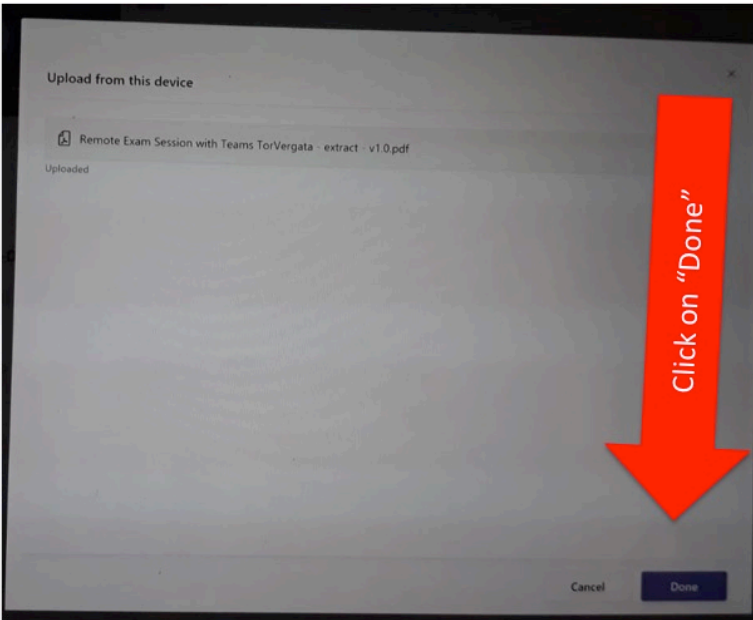 Upload from this device
Remote Exam Session with Teams TorVergata - extract - v1.0.pdf
Uploaded
Click on "Done"
Cancel
Done